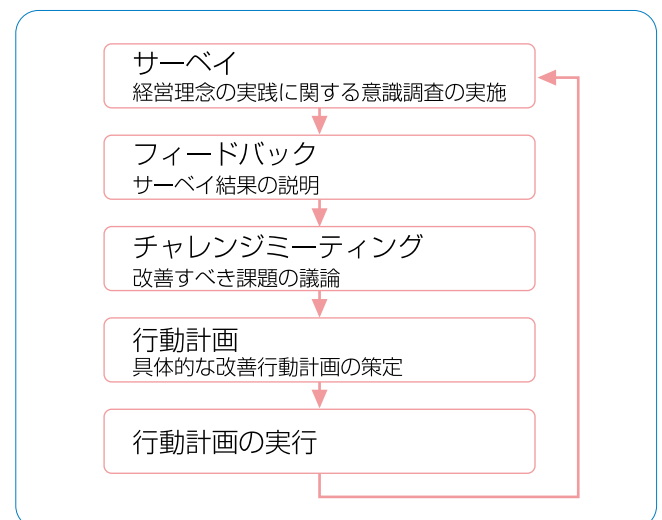 サーベイ
経営理念の実践に関する意識調査の実施
フィードバック
サーベイ結果の説明
チャレンジミーティング
改善すべき課題の議論
行動計画
具体的な改善行動計画の策定
行動計画の実行